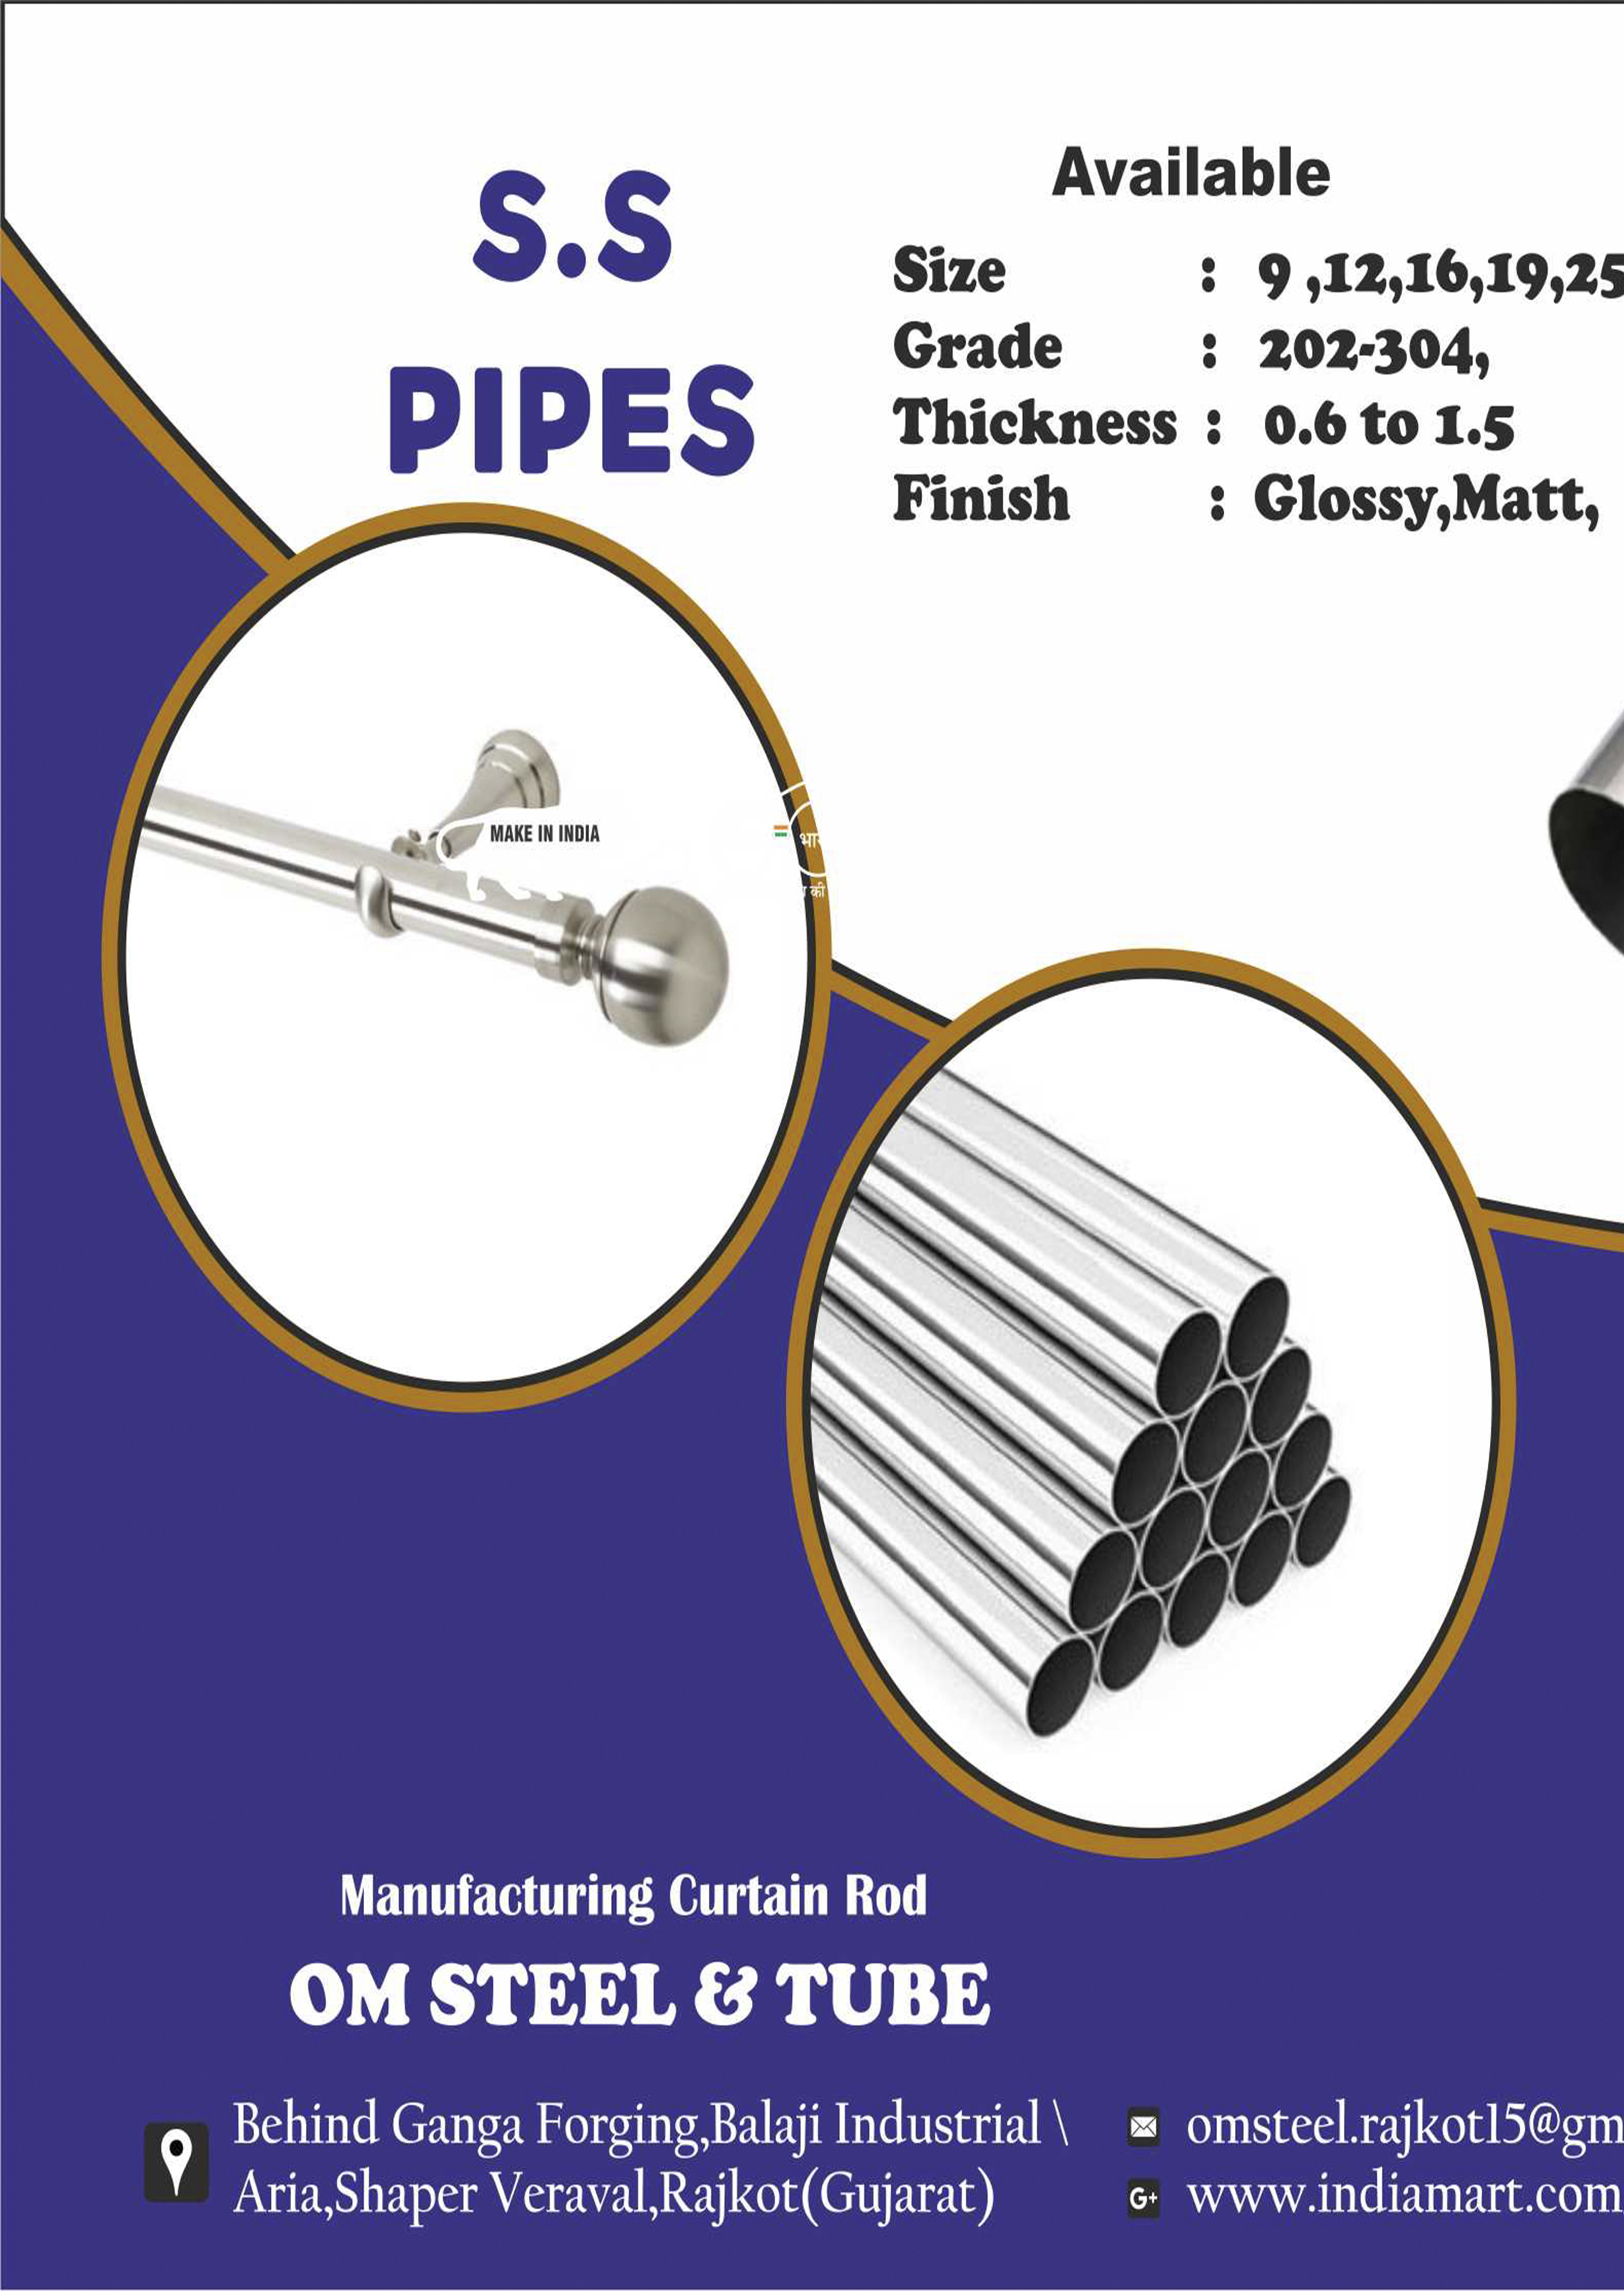 S.S
PIPES
Available
Size : 9 ,12,16,19,25
Grade : 202-304,
Thickness : 0.6 to 1.5
Finish : Glossy,Matt,
MAKE IN INDIA
की
Manufacturing Curtain Rod
OM STEEL & TUBE
Behind Ganga Forging,Balaji Industrial \
Aria,Shaper Veraval,Rajkot(Gujarat)
omsteel.rajkot15@gm
G+ www.indiamart.com